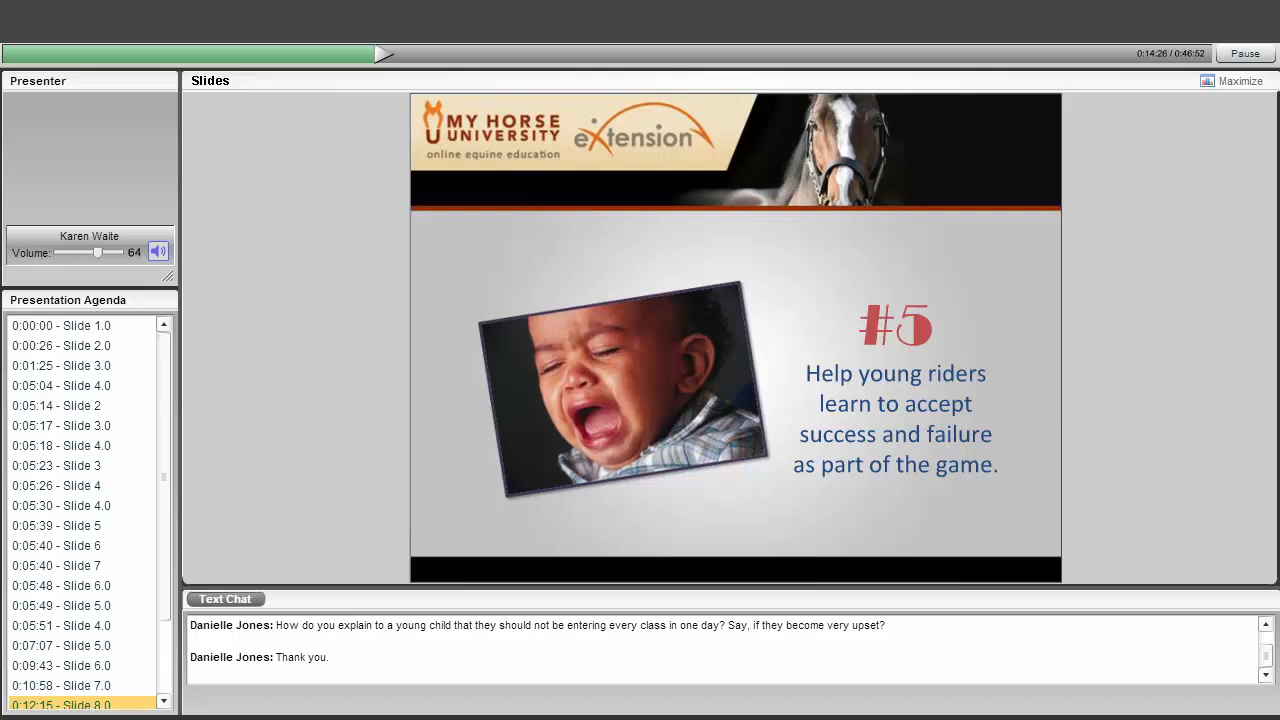 0:14:26 / 0:46:52
Pause
Presenter
Karen Waite
Volume:
64
Presentation Agenda
0:00:00 - Slide 1.0
0:00:26 - Slide 2.0
0:01:25 - Slide 3.0
0:05:04 - Slide 4.0
0:05:14 - Slide 2
0:05:17 - Slide 3.0
0:05:18 - Slide 4.0
0:05:23 - Slide 3
0:05:26 - Slide 4
0:05:30 - Slide 4.0
0:05:39 - Slide 5
0:05:40 - Slide 6
0:05:40 - Slide 7
0:05:48 - Slide 6.0
0:05:49 - Slide 5.0
0:05:51 - Slide 4.0
0:07:07 - Slide 5.0
0:09:43 - Slide 6.0
0:10:58 - Slide 7.0
0:12:15 - Slide 8.0
Slides
Maximize
MY HORSE
UNIVERSITY
online equine education
eXtension
#5
Help young riders
learn to accept
success and failure
as part of the game.
Text Chat
Danielle Jones: How do you explain to a young child that they should not be entering every class in one day? Say, if they become very upset?
Danielle Jones: Thank you.